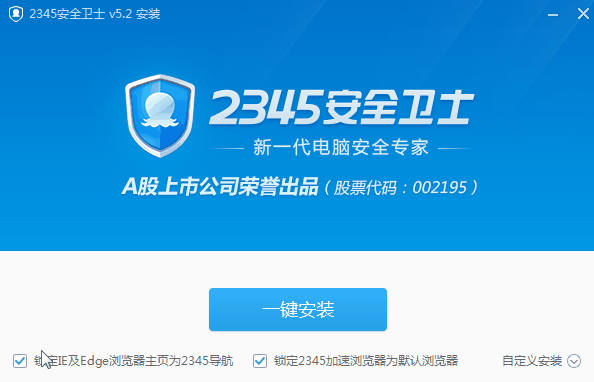 2345安全卫士 v5.2 安装
2345安全卫士
新一代电脑安全专家
A股上市公司荣誉出品（股票代码：002195）
一键安装
锁定IE及Edge浏览器主页为2345导航
锁定2345加速浏览器为默认浏览器
自定义安装